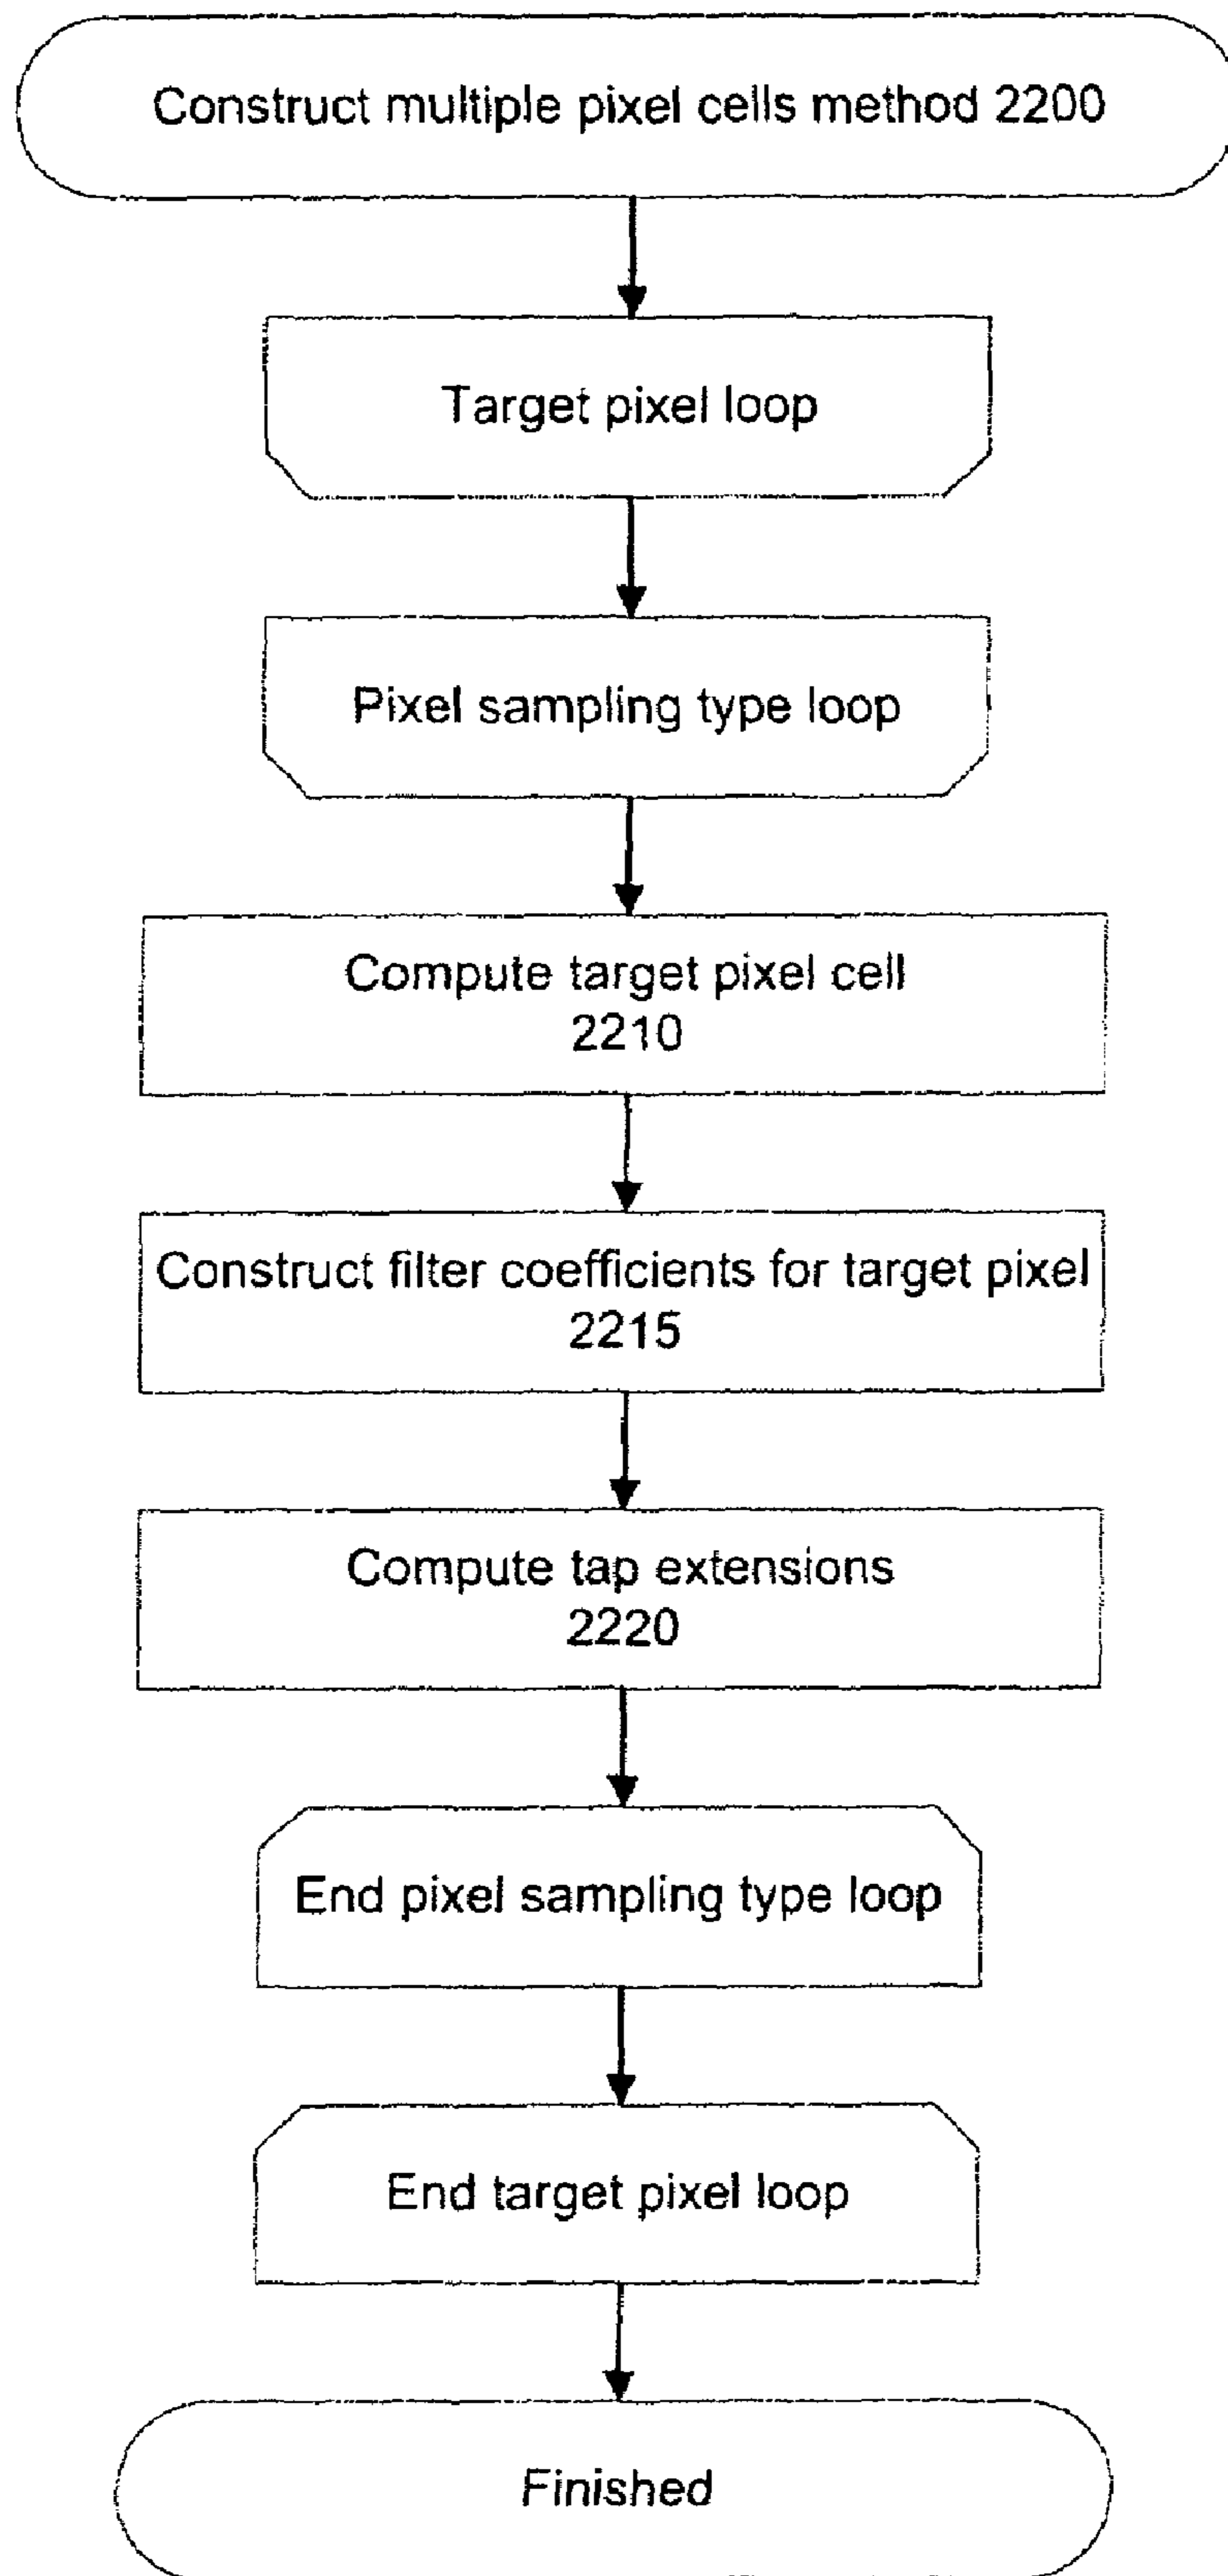 Construct multiple pixel cells method 2200
Target pixel loop
Pixel sampling type loop
Compute target pixel cell
2210
Construct filter coefficients for target pixel
2215
Compute tap extensions
2220
End pixel sampling type loop
End target pixel loop
Finished